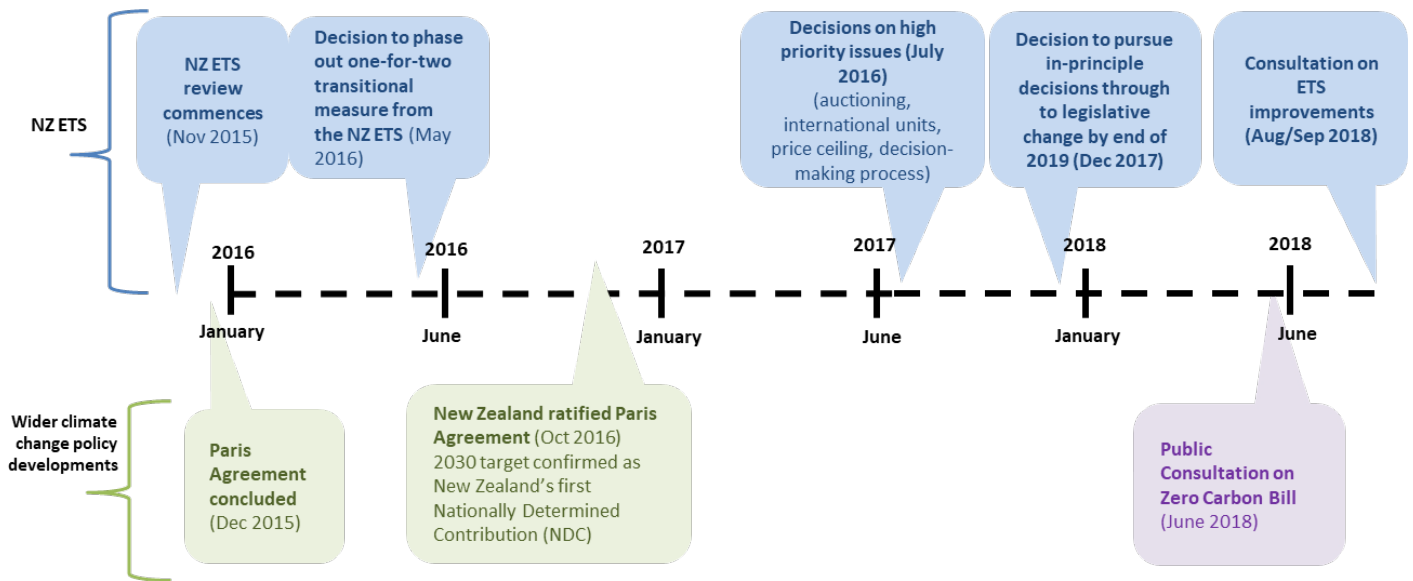 NZ ETS
NZ ETS
review
commences
(Nov 2015)
Decision to phase
out one-for-two
transitional
measure from
the NZ ETS (May
2016)
Decisions on high
priority issues (July
2016)
(auctioning,
international units,
price ceiling, decision-
making process)
Decision to pursue
in-principle
decisions through
to legislative
change by end of
2019 (Dec 2017)
Consultation on
ETS
improvements
(Aug/Sep 2018)
2016
2016
2017
2017
2018
2018
January
June
January
June
January
June
Wider climate
change policy
developments
Paris
Agreement
concluded
(Dec 2015)
New Zealand ratified Paris
Agreement (Oct 2016)
2030 target confirmed as
New Zealand's first
Nationally Determined
Contribution (NDC)
Public
Consultation on
Zero Carbon Bill
(June 2018)